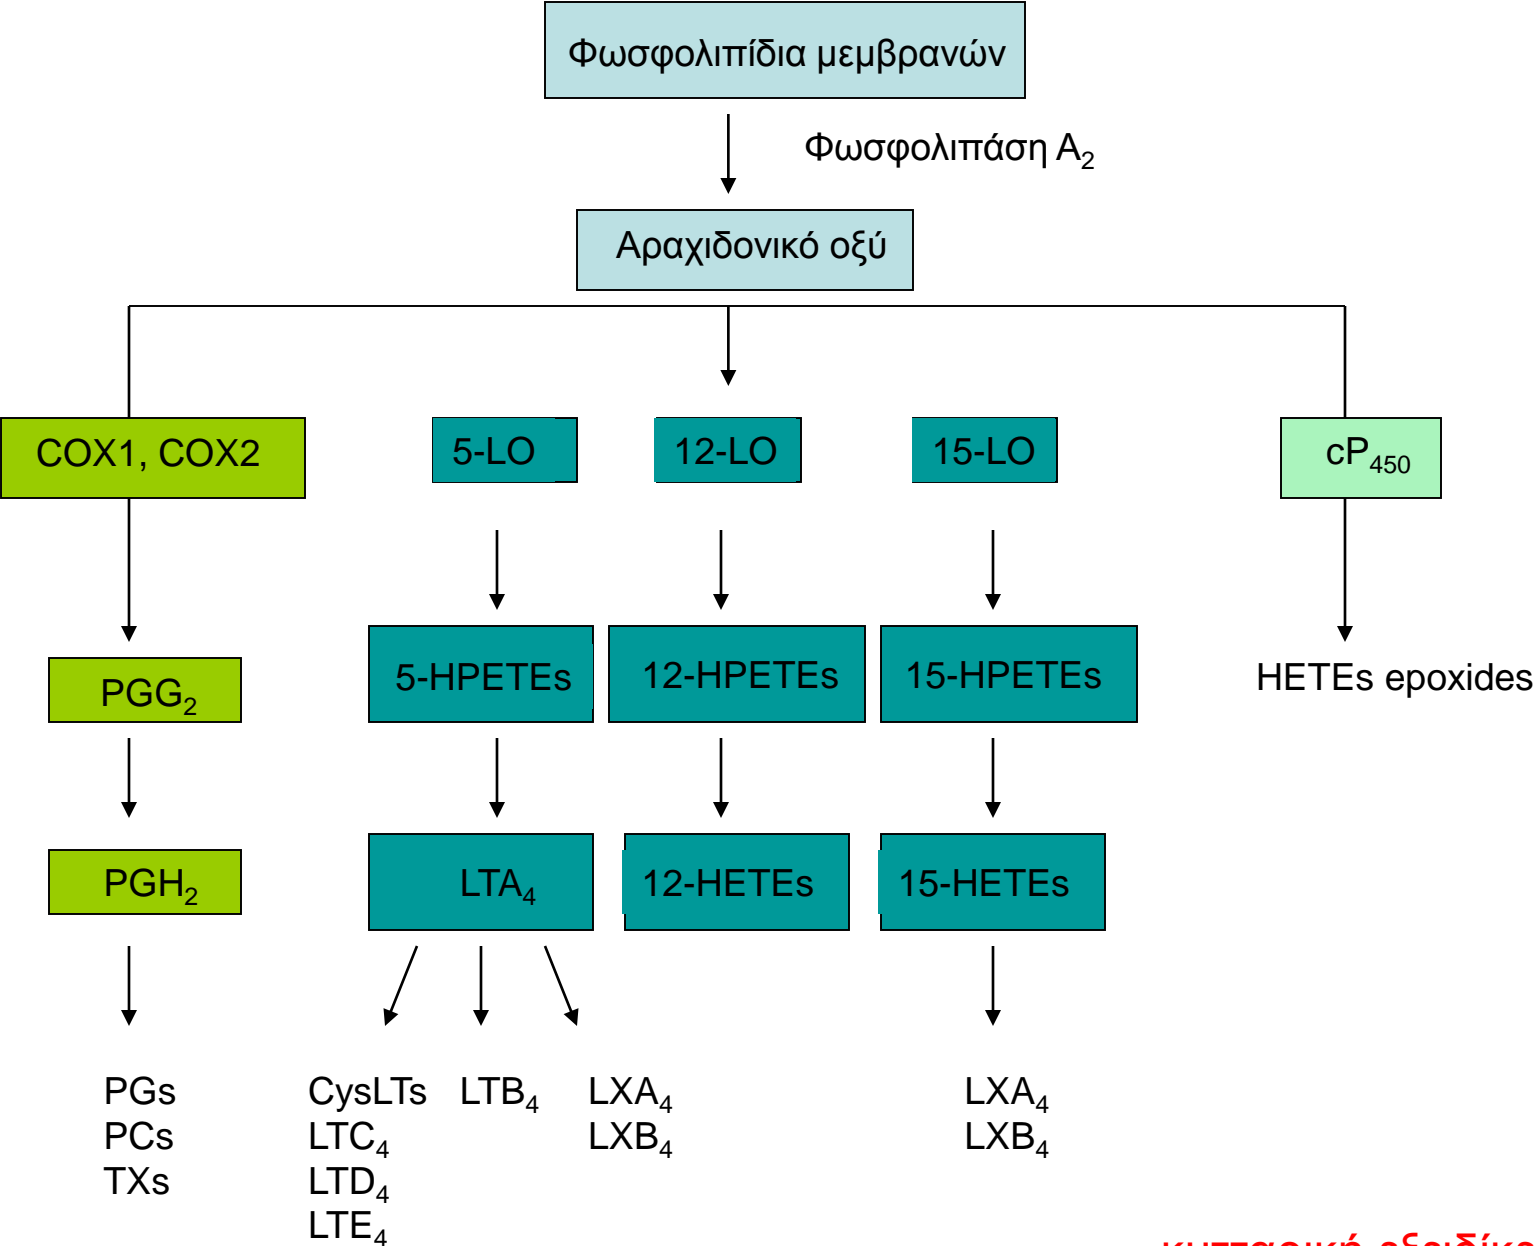 Φωσφολιπίδια μεμβρανών
Φωσφολιπάση Α₂
Αραχιδονικό οξύ
COX1, COX2
5-LO
12-LO
15-LO
cP₄₅₀
PGG₂
5-HPETEs
12-HPETEs
15-HPETEs
HETEs epoxides
PGH₂
LTA₄
12-HETEs
15-HETEs
PGs
PCs
TXs
CysLTs
LTC₄
LTD₄
LTE₄
LTB₄
LXA₄
LXB₄
LXA₄
LXB₄